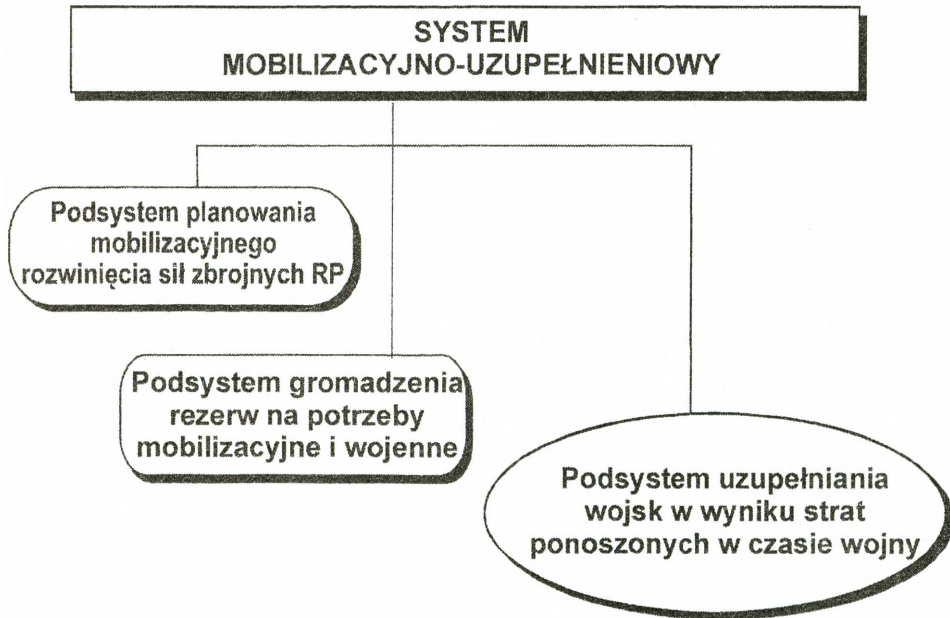 SYSTEM
MOBILIZACYJNO-UZUPEŁNIENIOWY
Podsystem planowania
mobilizacyjnego
rozwinięcia sił zbrojnych RP
Podsystem gromadzenia
rezerw na potrzeby
mobilizacyjne i wojenne
Podsystem uzupełniania
wojsk w wyniku strat
ponoszonych w czasie wojny